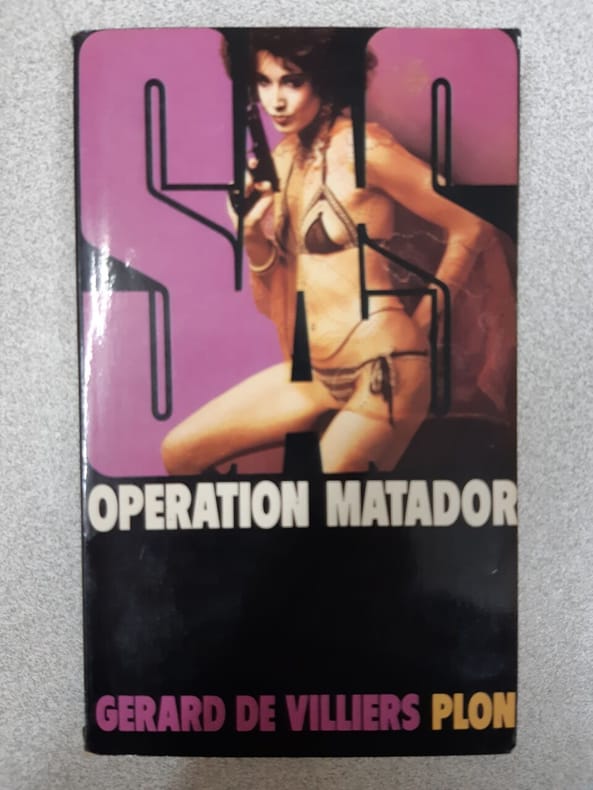 SAS
OPERATION MATADOR
GERARD DE VILLIERS PLON